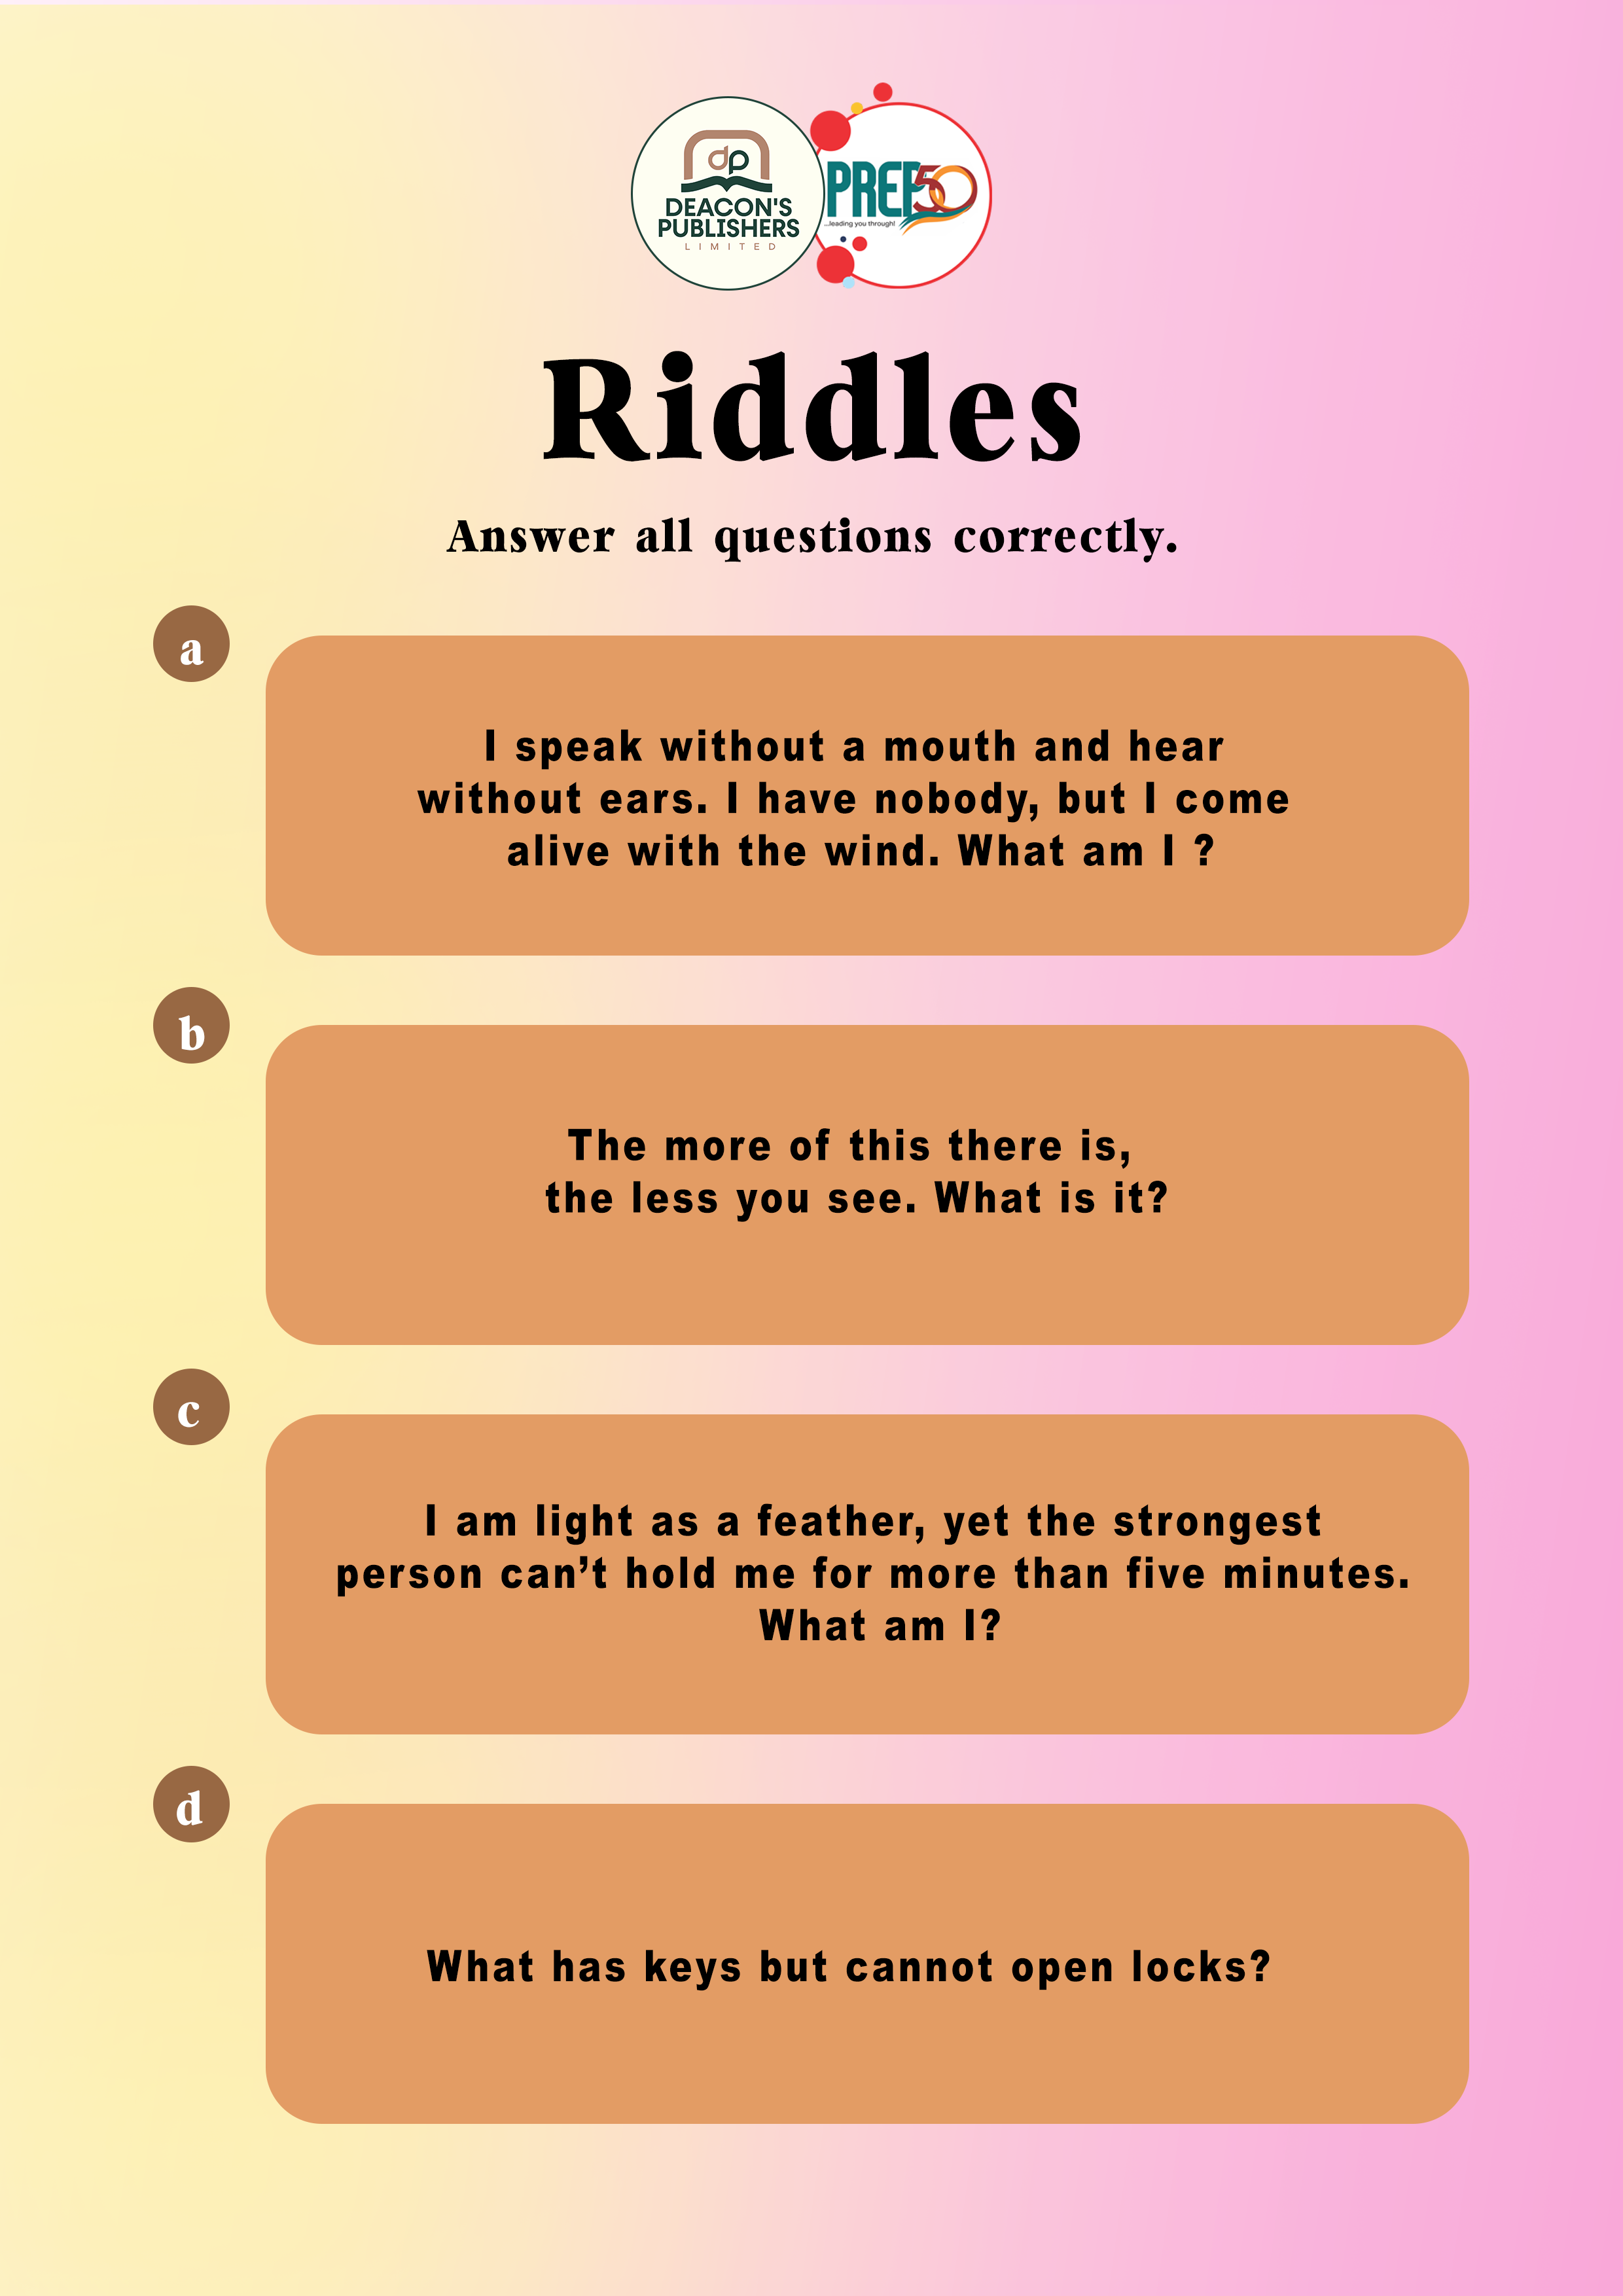 dp
DEACON'S
PUBLISHERS
LIMITED
PREP50
...leading you through!
Riddles
Answer all questions correctly.
a
I speak without a mouth and hear
without ears. I have nobody, but I come
alive with the wind. What am I ?
b
The more of this there is,
the less you see. What is it?
c
I am light as a feather, yet the strongest
person can’t hold me for more than five minutes.
What am I?
d
What has keys but cannot open locks?